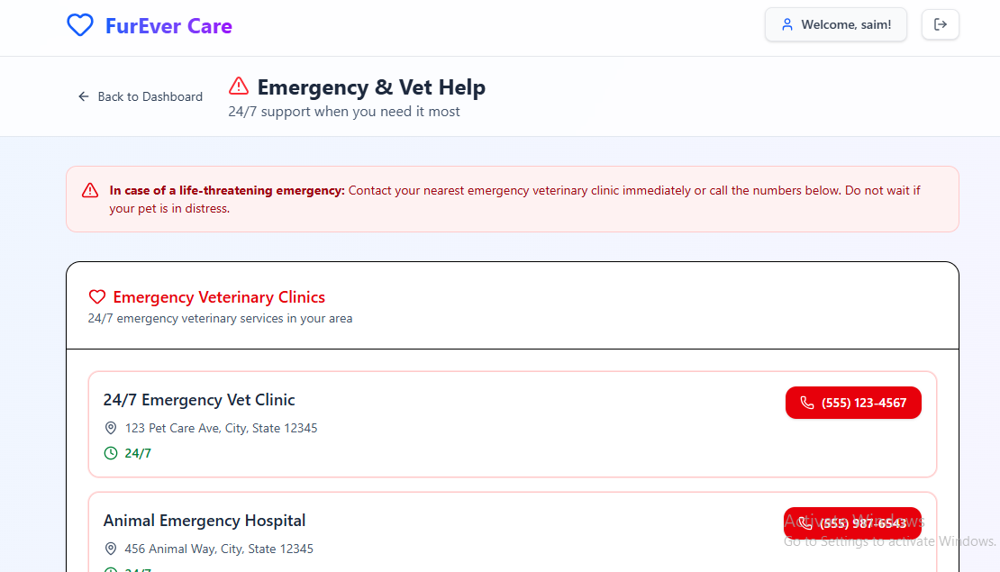 FurEver Care
Welcome, saim!
Back to Dashboard
Emergency & Vet Help
24/7 support when you need it most
In case of a life-threatening emergency: Contact your nearest emergency veterinary clinic immediately or call the numbers below. Do not wait if
your pet is in distress.
Emergency Veterinary Clinics
24/7 emergency veterinary services in your area
24/7 Emergency Vet Clinic
(555) 123-4567
123 Pet Care Ave, City, State 12345
24/7
Animal Emergency Hospital
(555) 987-6543
Activate Windows
Go to Settings to activate Windows.
456 Animal Way, City, State 12345
24/7